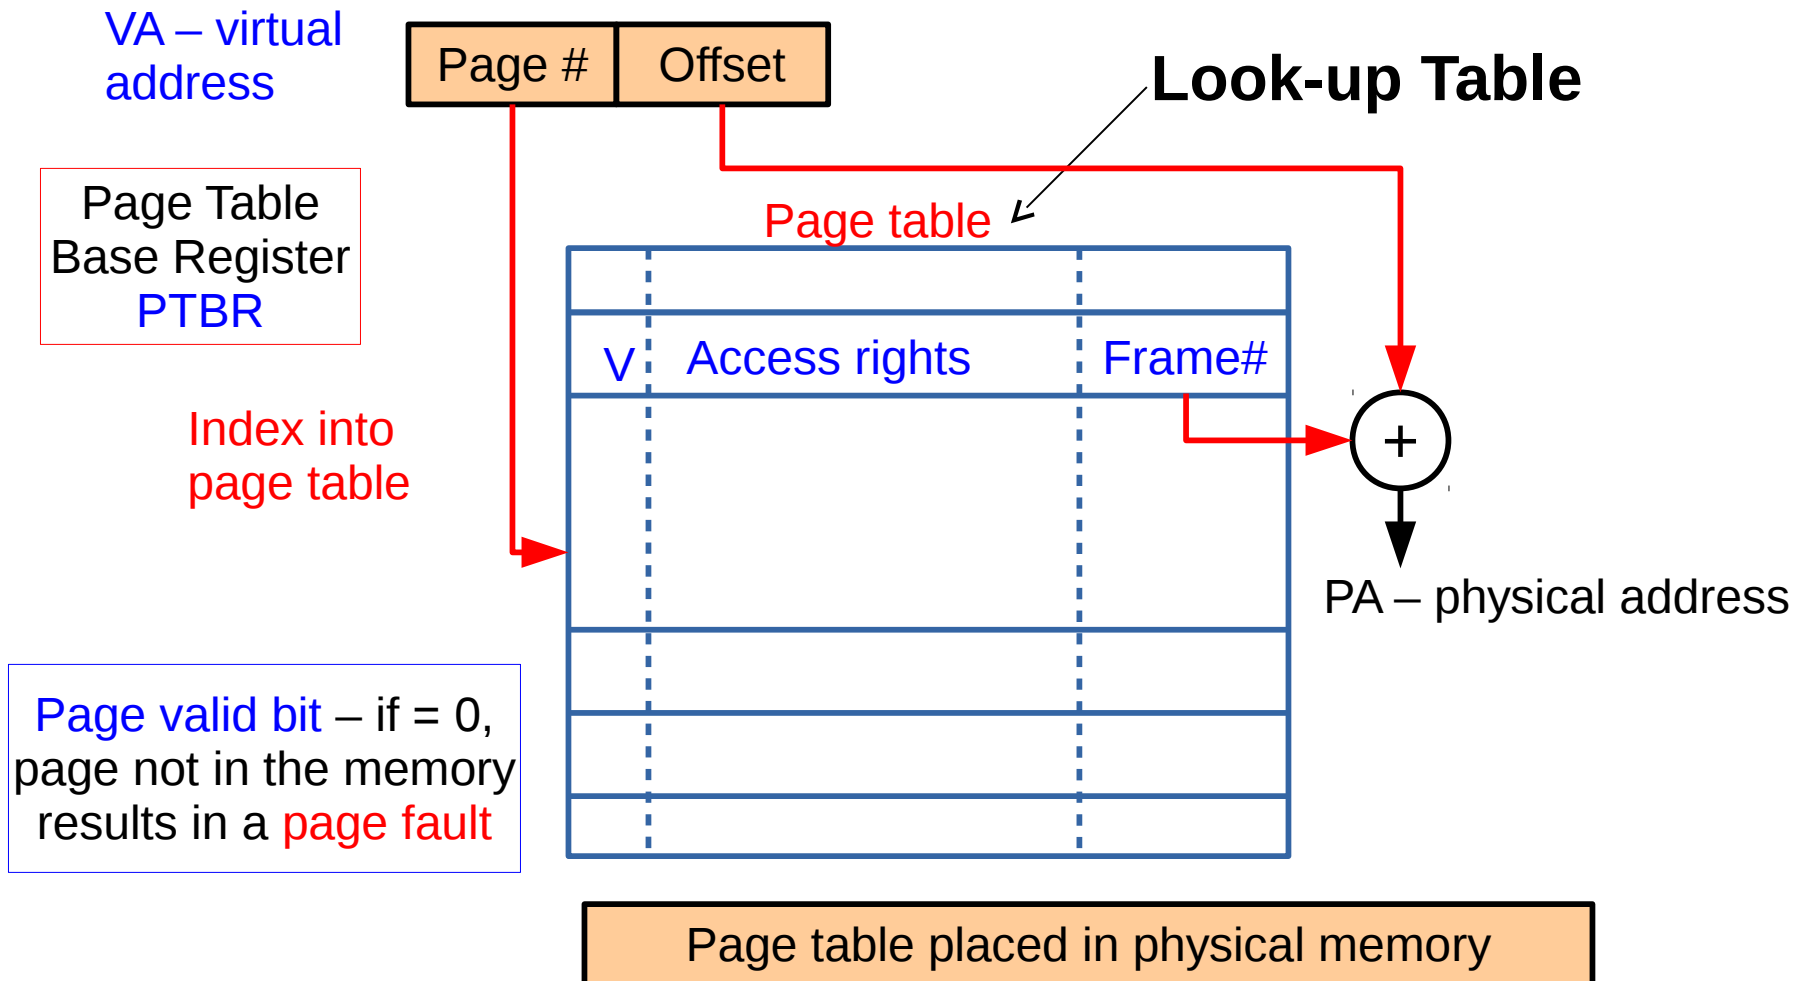 VA – virtual
address
Page #
Offset
Look-up Table
Page Table
Base Register
PTBR
Page table
V
Access rights
Frame#
Index into
page table
+
PA – physical address
Page valid bit – if = 0,
page not in the memory
results in a page fault
Page table placed in physical memory